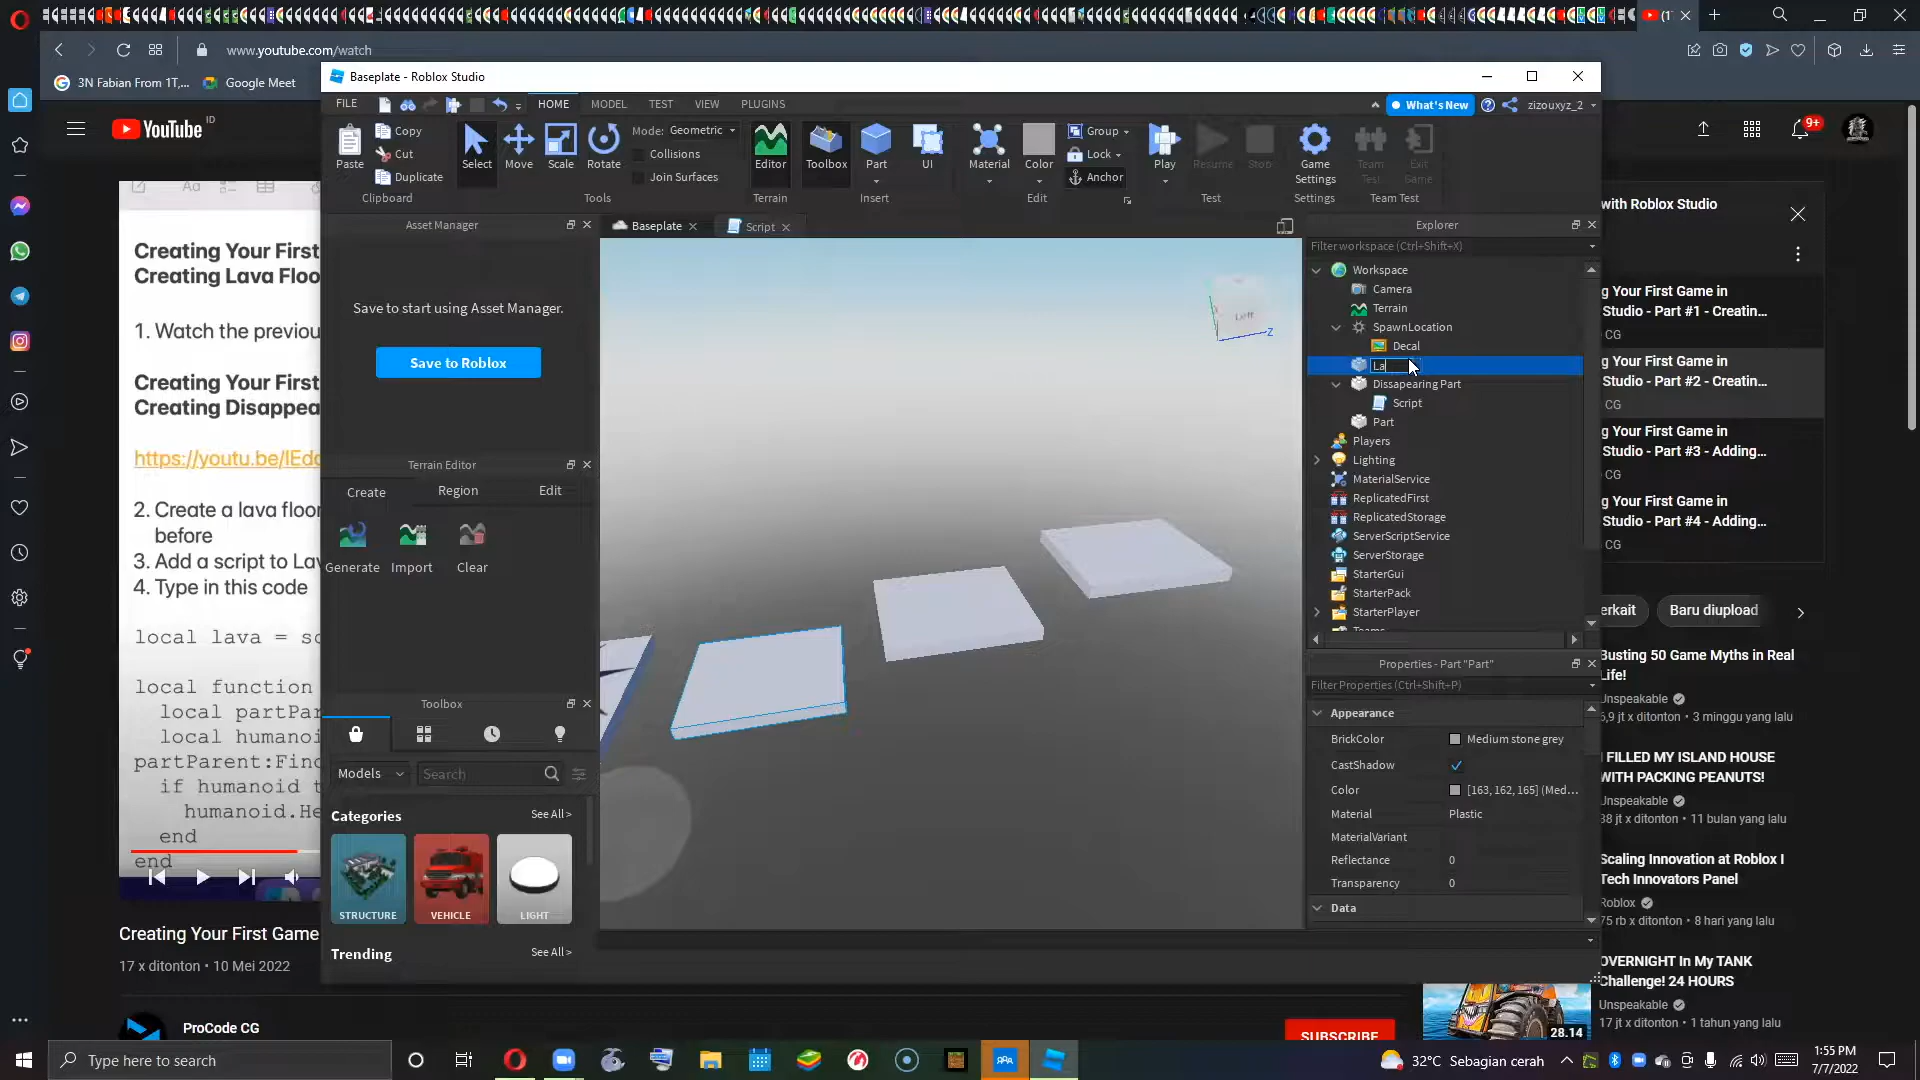 www.youtube.com/watch
3N Fabian From 1T,...
Google Meet
YouTube
ID
9+
Creating Your First
Creating Lava Floo
1. Watch the previou
Creating Your First
Creating Disappea
2. Create a lava floor
before
3. Add a script to Lav
4. Type in this code
local lava = sc
local function
local partPar
local humanoi
partParent:Find
if humanoid t
humanoid.He
end
end
Creating Your First Game
17 x ditonton • 10 Mei 2022
ProCode CG
Baseplate - Roblox Studio
FILE
HOME
MODEL
TEST
VIEW
PLUGINS
What's New
zizouxyz_2
Paste
Copy
Cut
Duplicate
Clipboard
Select
Move
Scale
Rotate
Mode: Geometric
Collisions
Join Surfaces
Tools
Editor
Terrain
Toolbox
Part
UI
Insert
Material
Color
Group
Lock
Anchor
Edit
Play
Resume
Stop
Test
Game
Settings
Settings
Team
Test
Exit
Game
Team Test
Asset Manager
Save to start using Asset Manager.
Save to Roblox
Terrain Editor
Create
Region
Edit
Generate
Import
Clear
Toolbox
Models
Search
Categories
See All >
STRUCTURE
VEHICLE
LIGHT
Trending
See All >
Baseplate
Script
Left
Z
Explorer
Filter workspace (Ctrl+Shift+X)
Workspace
Camera
Terrain
SpawnLocation
Decal
La
Dissapearing Part
Script
Part
Players
Lighting
MaterialService
ReplicatedFirst
ReplicatedStorage
ServerScriptService
ServerStorage
StarterGui
StarterPack
StarterPlayer
Properties - Part "Part"
Filter Properties (Ctrl+Shift+P)
Appearance
BrickColor
Medium stone grey
CastShadow
Color
[163, 162, 165] (Med...
Material
Plastic
MaterialVariant
Reflectance
0
Transparency
0
Data
with Roblox Studio
g Your First Game in
Studio - Part #1 - Creatin...
CG
g Your First Game in
Studio - Part #2 - Creatin...
CG
g Your First Game in
Studio - Part #3 - Adding...
CG
g Your First Game in
Studio - Part #4 - Adding...
CG
erkait
Baru diupload
Busting 50 Game Myths in Real
Life!
Unspeakable
6,9 jt x ditonton • 3 minggu yang lalu
I FILLED MY ISLAND HOUSE
WITH PACKING PEANUTS!
Unspeakable
38 jt x ditonton • 11 bulan yang lalu
Scaling Innovation at Roblox I
Tech Innovators Panel
Roblox
75 rb x ditonton • 8 hari yang lalu
OVERNIGHT In My TANK
Challenge! 24 HOURS
Unspeakable
17 jt x ditonton • 1 tahun yang lalu
28.14
SUBSCRIBE
Type here to search
32°C Sebagian cerah
1:55 PM
7/7/2022